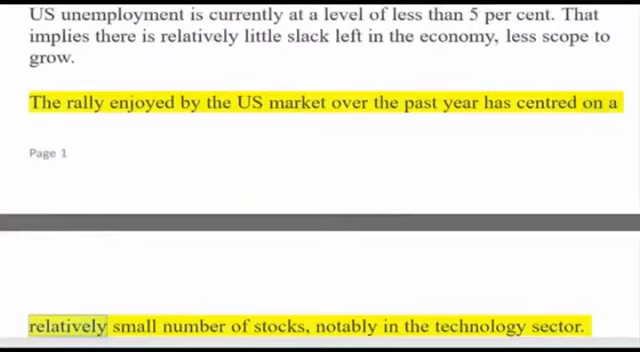 US unemployment is currently at a level of less than 5 per cent. That
implies there is relatively little slack left in the economy, less scope to
grow.
The rally enjoyed by the US market over the past year has centred on a
Page 1
relatively small number of stocks, notably in the technology sector.